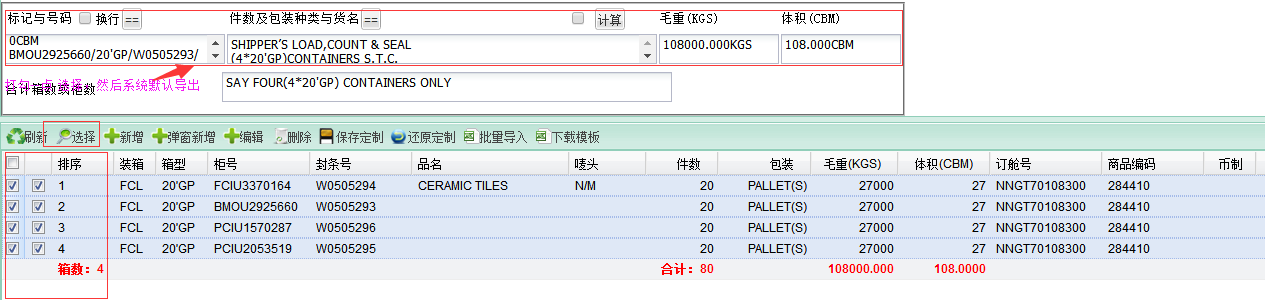 标记与号码 换行 == 件数及包装种类与货名 == 计算 毛重(KGS) 体积(CBM)
0CBM
BMOU2925660/20'GP/W0505293/
SHIPPER'S LOAD,COUNT & SEAL
(4*20'GP)CONTAINERS S.T.C.
108000.000KGS
108.000CBM
打勾,点 选择,然后系统默认导出
合计箱数或柜数
SAY FOUR(4*20'GP) CONTAINERS ONLY
刷新 选择 新增 弹窗新增 编辑 删除 保存定制 还原定制 批量导入 下载模板
排序 装箱 箱型 柜号 封条号 品名 唛头 件数 包装 毛重(KGS) 体积(CBM) 订舱号 商品编码 币制
1 FCL 20'GP FCIU3370164 W0505294 CERAMIC TILES N/M 20 PALLET(S) 27000 27 NNGT70108300 284410
2 FCL 20'GP BMOU2925660 W0505293 20 PALLET(S) 27000 27 NNGT70108300 284410
3 FCL 20'GP PCIU1570287 W0505296 20 PALLET(S) 27000 27 NNGT70108300 284410
4 FCL 20'GP PCIU2053519 W0505295 20 PALLET(S) 27000 27 NNGT70108300 284410
箱数：4 合计：80 108000.000 108.0000